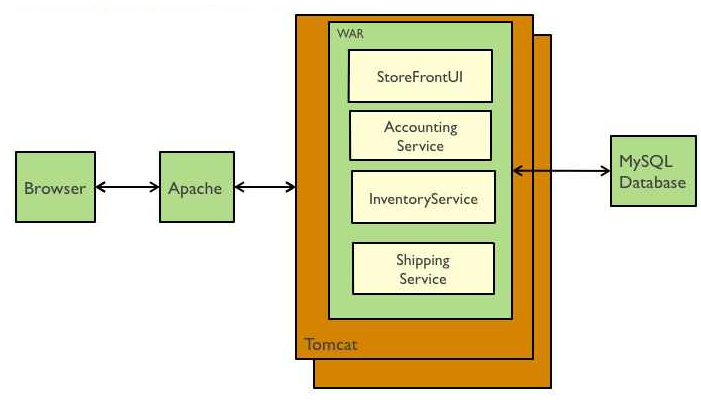 WAR
StoreFrontUI
Accounting
Service
InventoryService
Shipping
Service
Tomcat
Browser
Apache
MySQL
Database